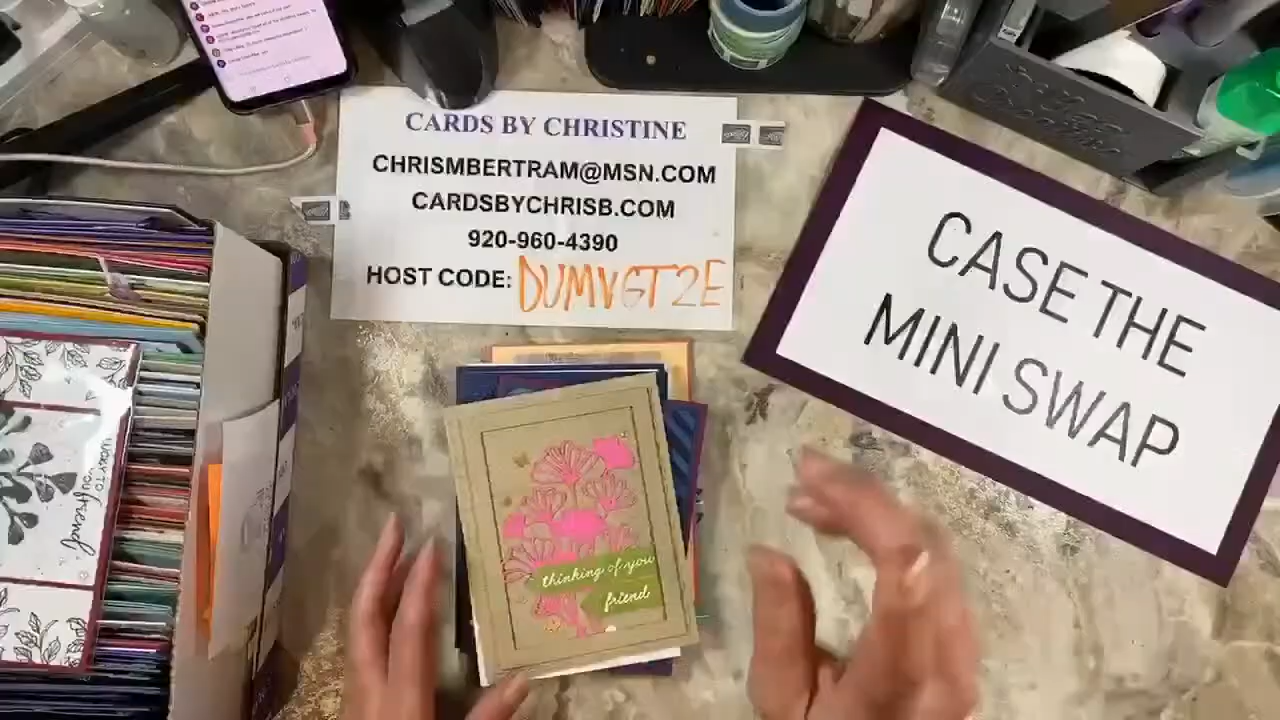 CARDS BY CHRISTINE
CHRISMBERTRAM@MSN.COM
CARDSBYCHRISB.COM
920-960-4390
HOST CODE: DUMVGT2E
CASE THE
MINI SWAP
thinking of you
friend